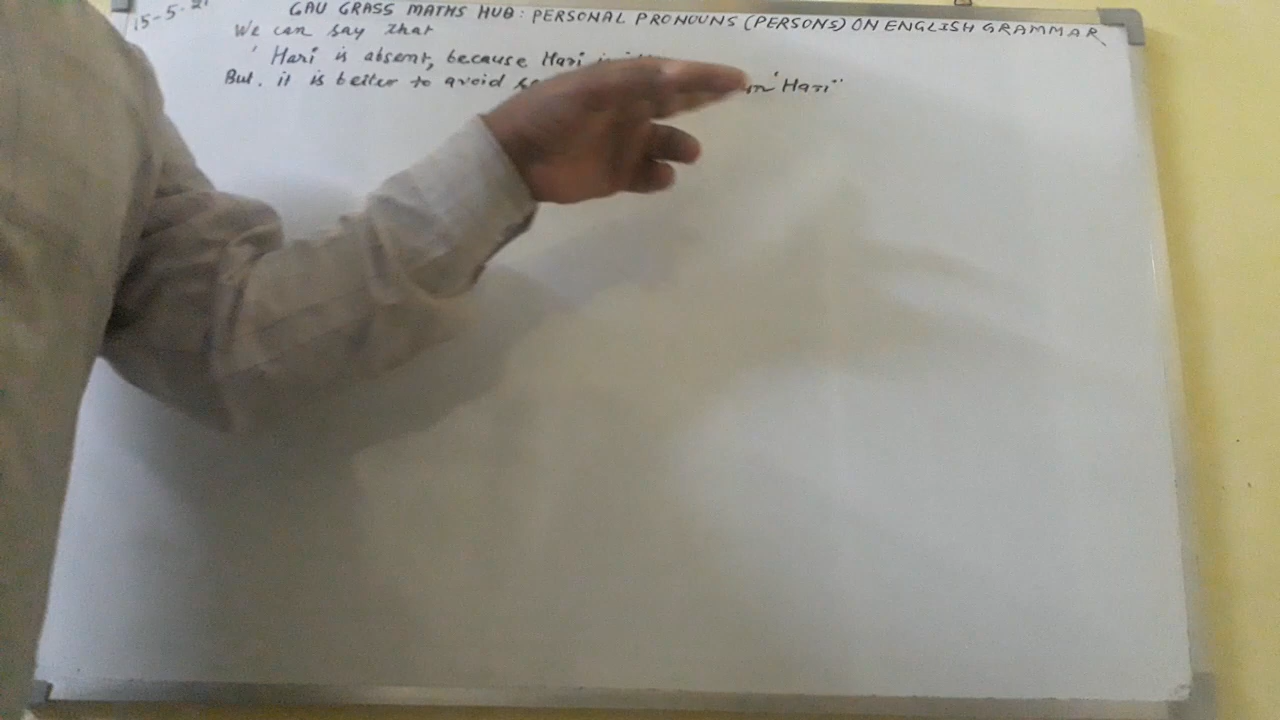 15-5-21
GAU GRASS MATHS HUB: PERSONAL PRONOUNS (PERSONS) ON ENGLISH GRAMMAR
We can say that
' Hari is absent, because Hari
But. it is better to avoid 'Hari"